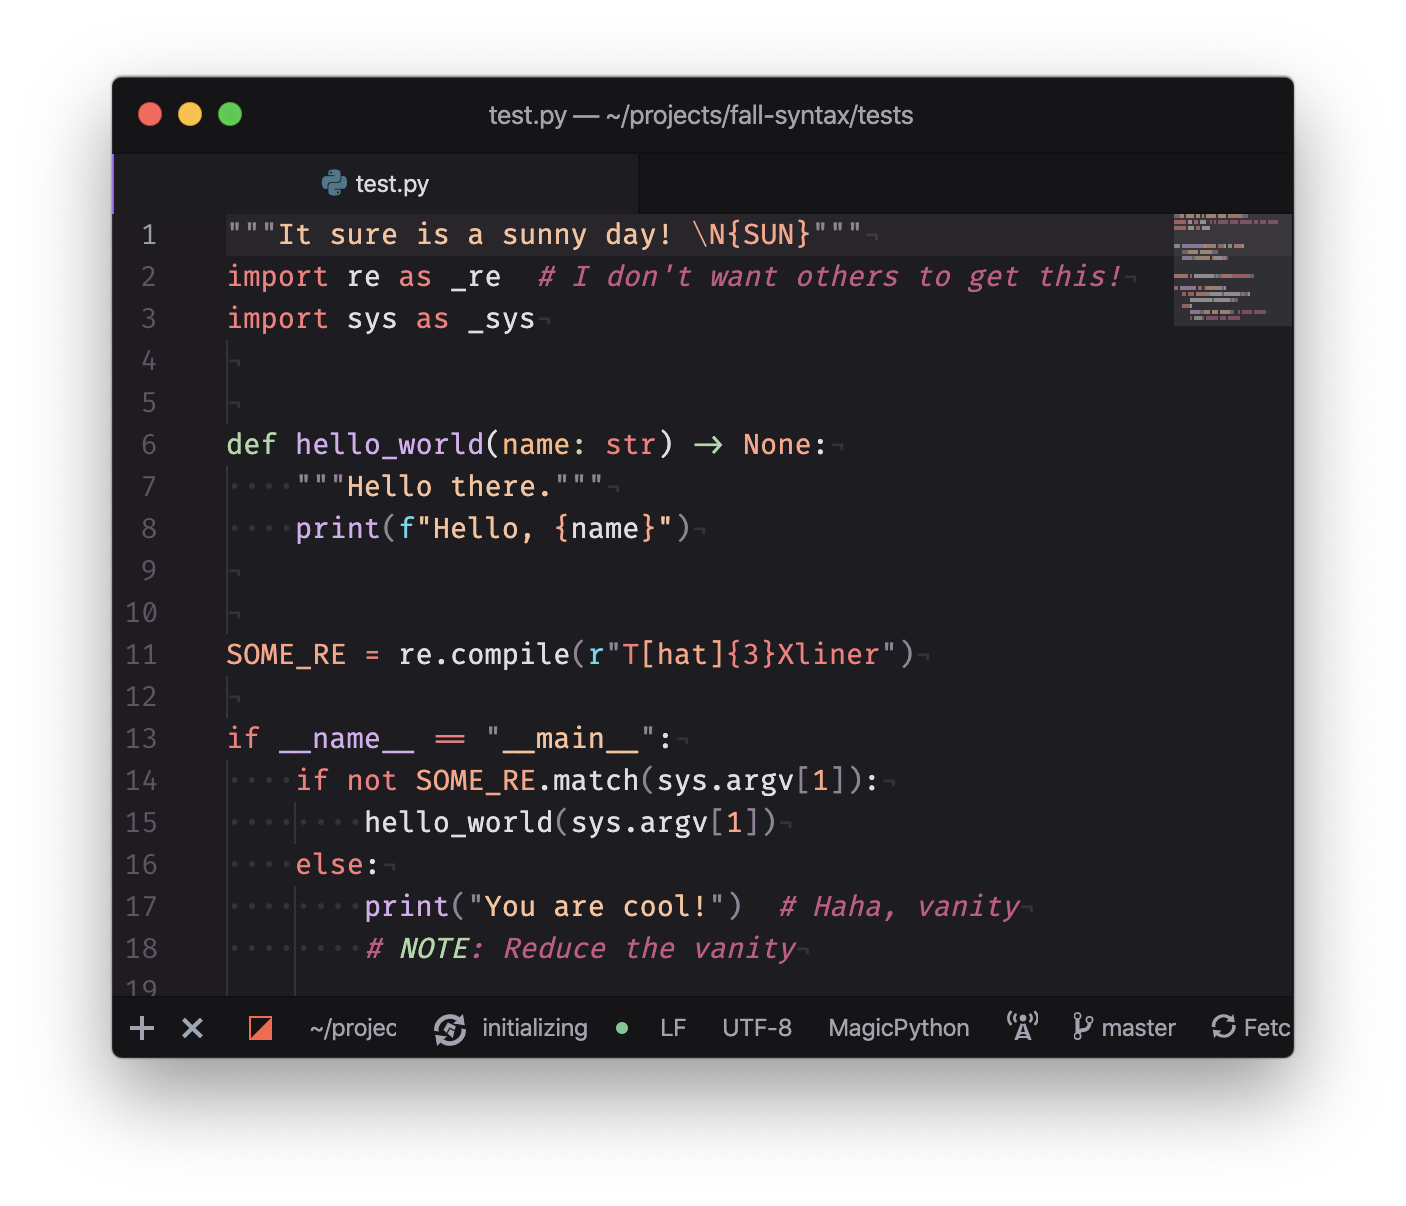 test.py — ~/projects/fall-syntax/tests
test.py
1 """It sure is a sunny day! \N{SUN}"""¬
2 import re as _re  # I don't want others to get this!¬
3 import sys as _sys¬
4 ¬
5 ¬
6 def hello_world(name: str) -> None:¬
7 ····"""Hello there."""¬
8 ····print(f"Hello, {name}")¬
9 ¬
10 ¬
11 SOME_RE = re.compile(r"T[hat]{3}Xliner")¬
12 ¬
13 if __name__ == "__main__":¬
14 ····if not SOME_RE.match(sys.argv[1]):¬
15 ········hello_world(sys.argv[1])¬
16 ····else:¬
17 ········print("You are cool!")  # Haha, vanity¬
18 ········# NOTE: Reduce the vanity¬
19
~/projec initializing LF UTF-8 MagicPython master Fetc